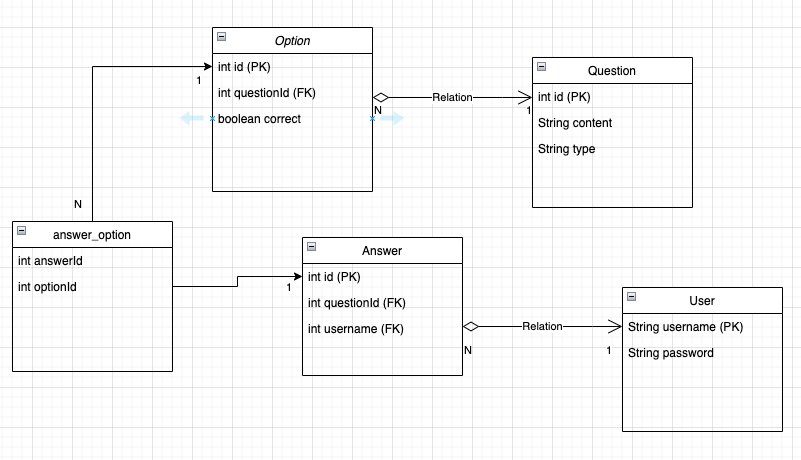 Option
int id (PK)
int questionId (FK)
boolean correct
1
N
Relation
1
Question
int id (PK)
String content
String type
N
answer_option
int answerId
int optionId
1
Answer
int id (PK)
int questionId (FK)
int username (FK)
N
Relation
1
User
String username (PK)
String password